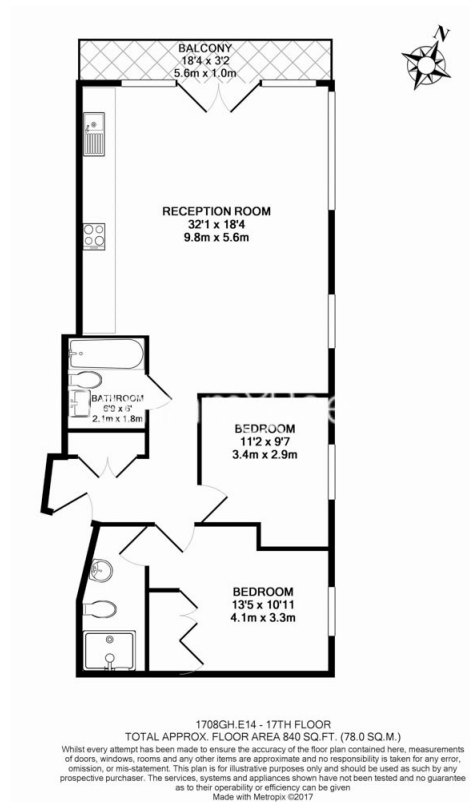 N
BALCONY
18'4 x 3'2
5.6m x 1.0m
RECEPTION ROOM
32'1 x 18'4
9.8m x 5.6m
BATHROOM
6'9 x 6'
2.1m x 1.8m
BEDROOM
11'2 x 9'7
3.4m x 2.9m
BEDROOM
13'5 x 10'11
4.1m x 3.3m
1708GH.E14 - 17TH FLOOR
TOTAL APPROX. FLOOR AREA 840 SQ.FT. (78.0 SQ.M.)
Whilst every attempt has been made to ensure the accuracy of the floor plan contained here, measurements
of doors, windows, rooms and any other items are approximate and no responsibility is taken for any error,
omission, or mis-statement. This plan is for illustrative purposes only and should be used as such by any
prospective purchaser. The services, systems and appliances shown have not been tested and no guarantee
as to their operability or efficiency can be given
Made with Metropix ©2017